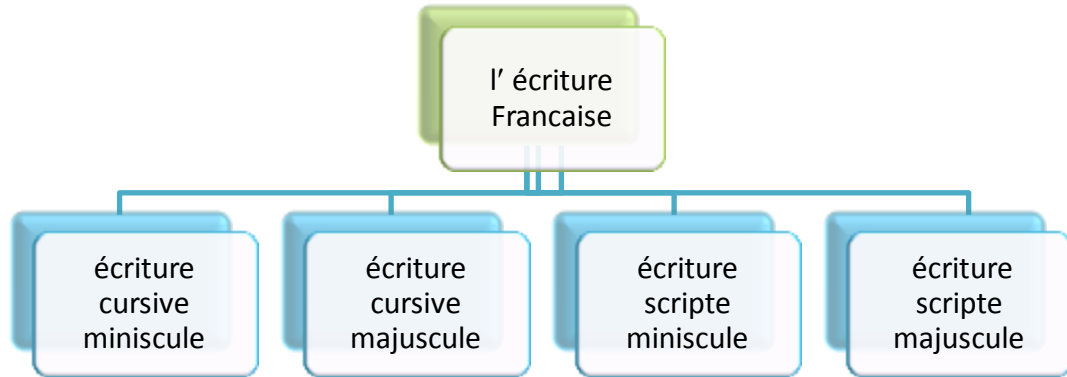 l' écriture
Francaise
écriture
cursive
miniscule
écriture
cursive
majuscule
écriture
scripte
miniscule
écriture
scripte
majuscule